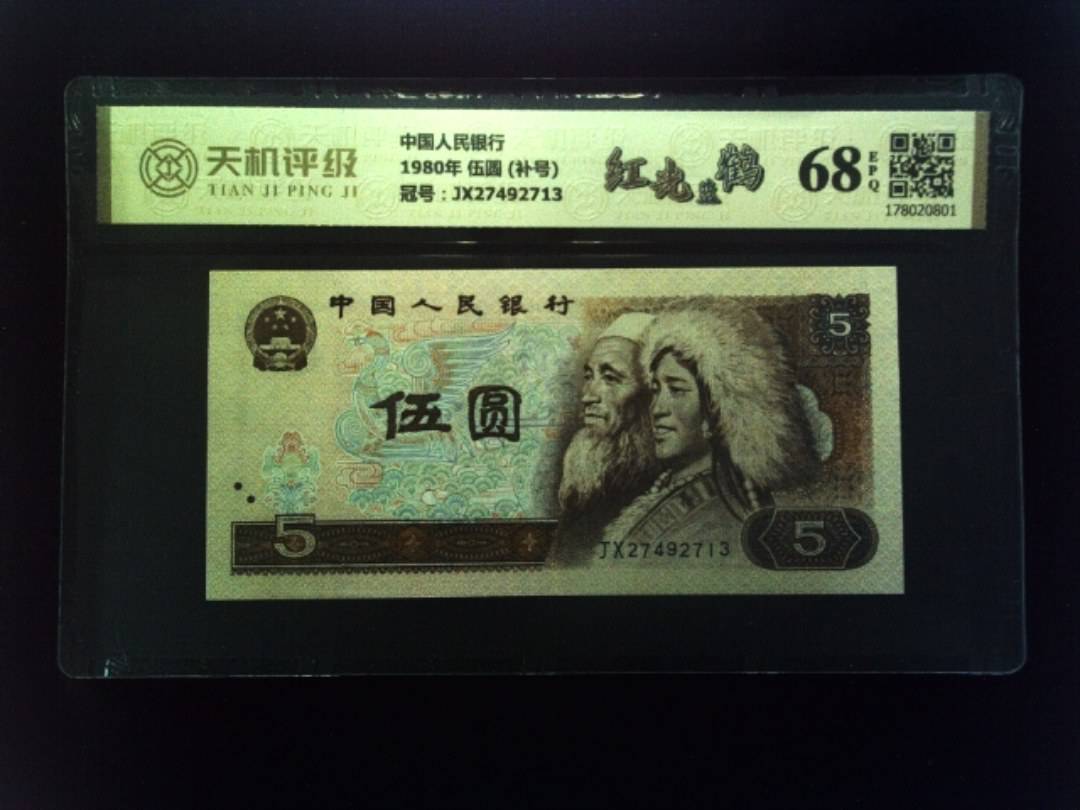 天机评级
TIAN JI PING JI
中国人民银行
1980年 伍圆 (补号)
冠号：JX27492713
红光蓝鹤
68
EPQ
178020801
中国人民银行
5
伍圆
5
JX27492713
5